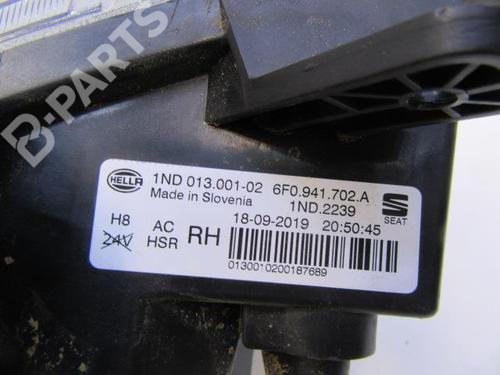 B-PARTS
HELLA 1ND 013.001-02 6F0.941.702.A
Made in Slovenia 1ND.2239
SEAT
H8 AC RH 18-09-2019 20:50:45
24V HSR
0130010200187689